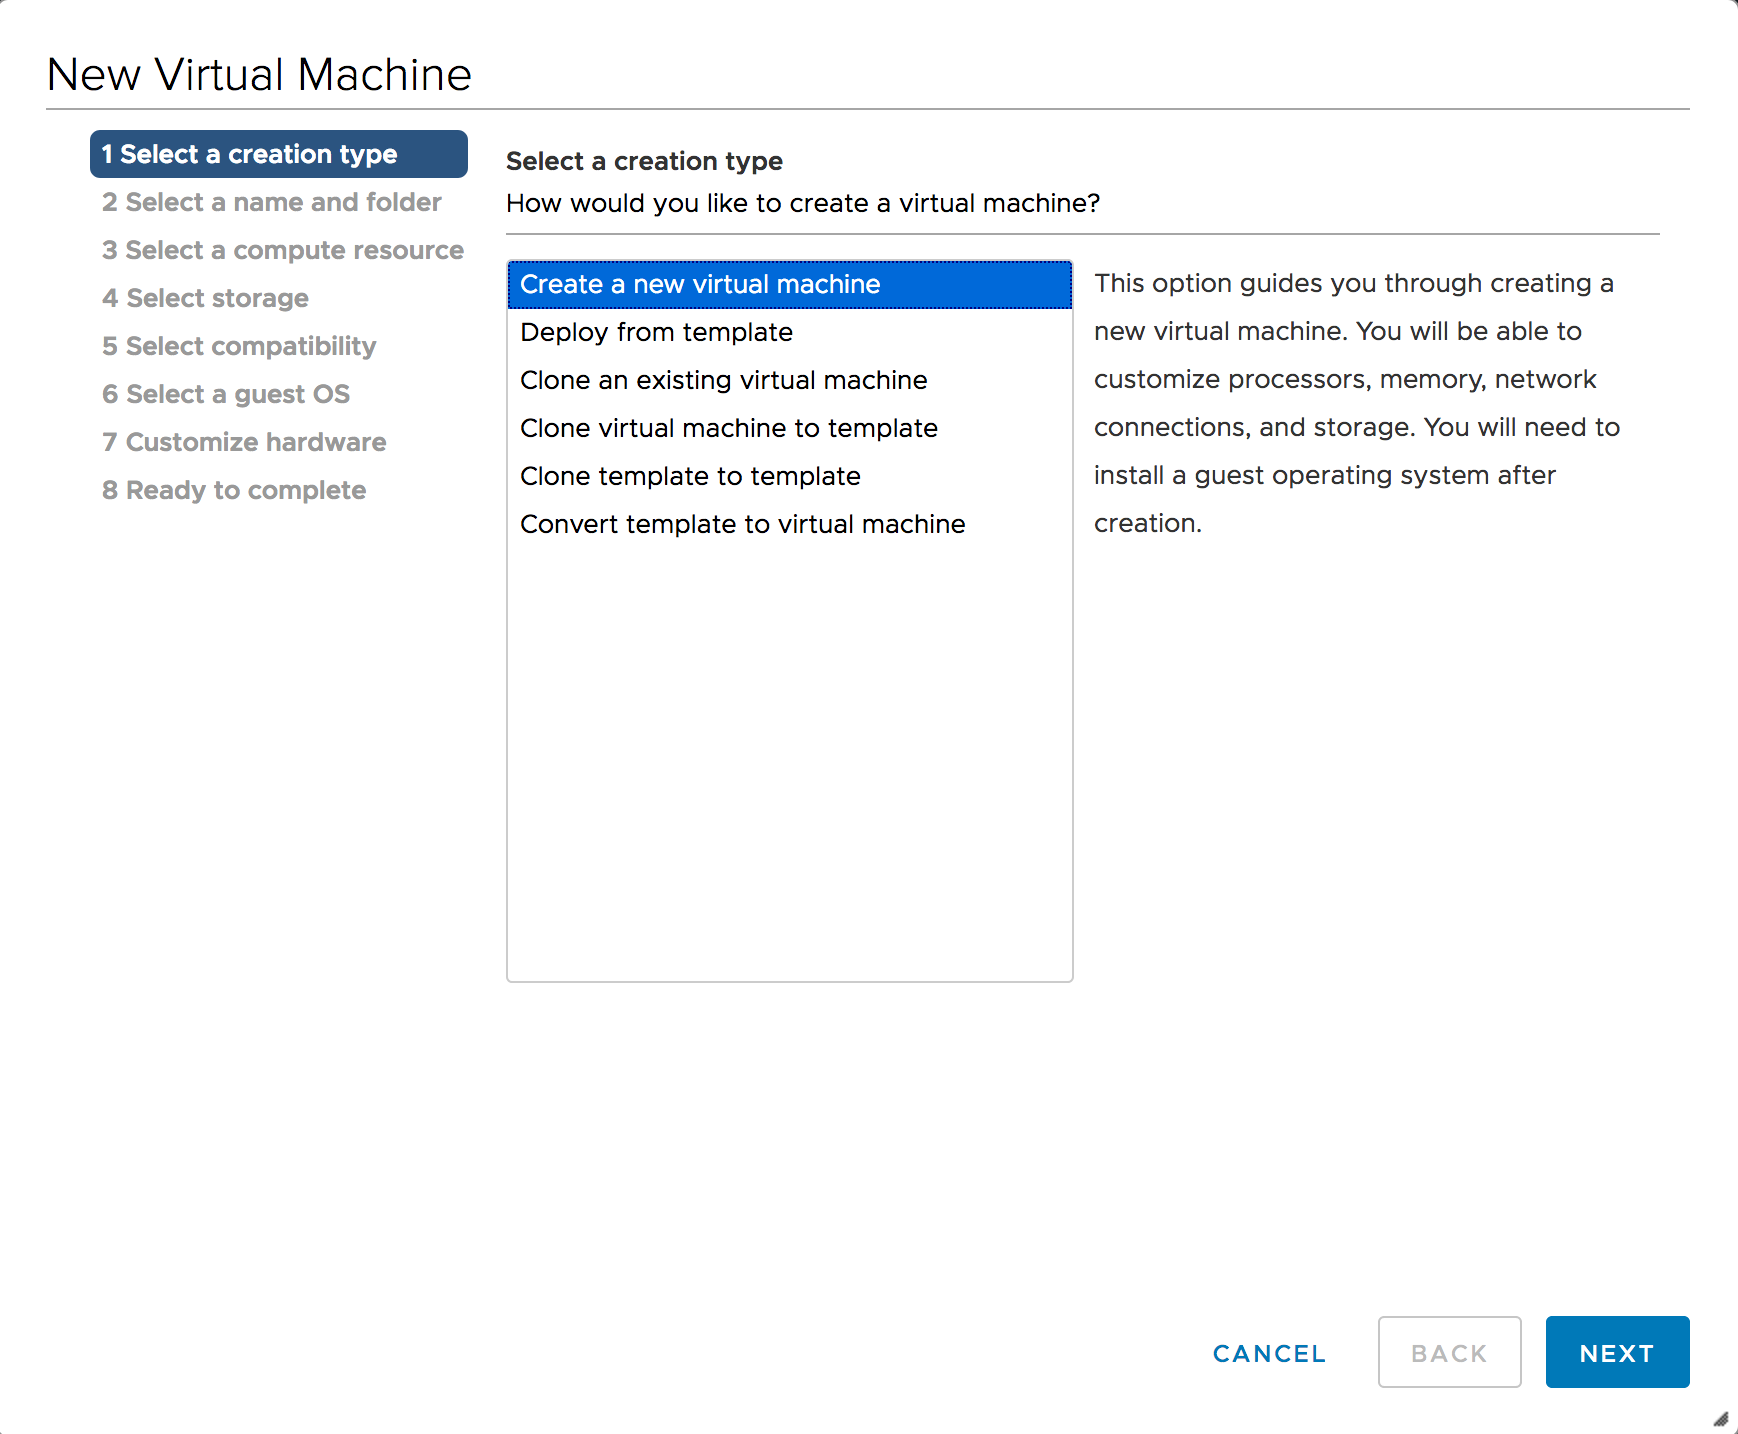 New Virtual Machine
1 Select a creation type
2 Select a name and folder
3 Select a compute resource
4 Select storage
5 Select compatibility
6 Select a guest OS
7 Customize hardware
8 Ready to complete
Select a creation type
How would you like to create a virtual machine?
Create a new virtual machine
Deploy from template
Clone an existing virtual machine
Clone virtual machine to template
Clone template to template
Convert template to virtual machine
This option guides you through creating a
new virtual machine. You will be able to
customize processors, memory, network
connections, and storage. You will need to
install a guest operating system after
creation.
CANCEL
BACK
NEXT